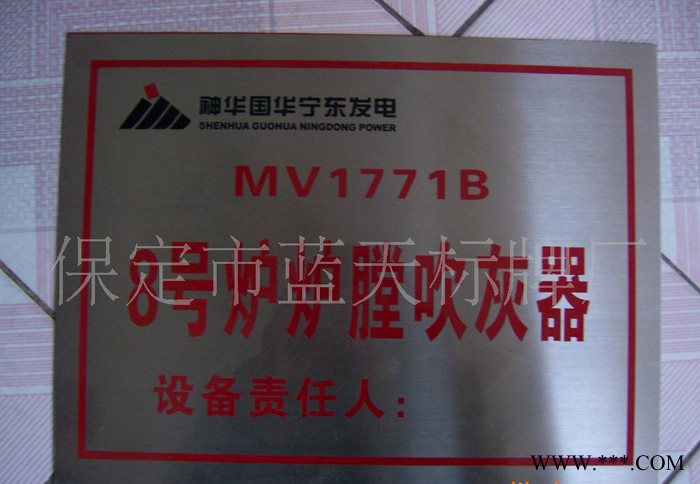 神华国华宁东发电
SHENHUA GUOHUA NINGDONG POWER
MV1771B
保定市蓝天标牌厂
8号炉炉膛吹灰器
设备责任人：
WWW.***.COM